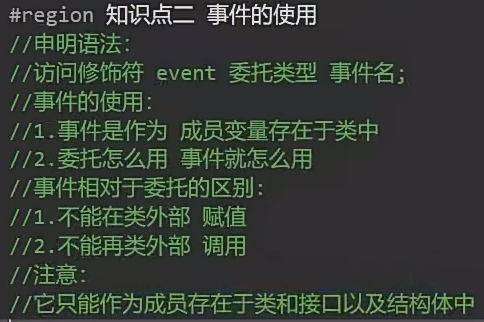 #region 知识点二 事件的使用
//申明语法:
//访问修饰符 event 委托类型 事件名;
//事件的使用:
//1.事件是作为 成员变量存在于类中
//2.委托怎么用 事件就怎么用
//事件相对于委托的区别:
//1.不能在类外部 赋值
//2.不能再类外部 调用
//注意:
//它只能作为成员存在于类和接口以及结构体中